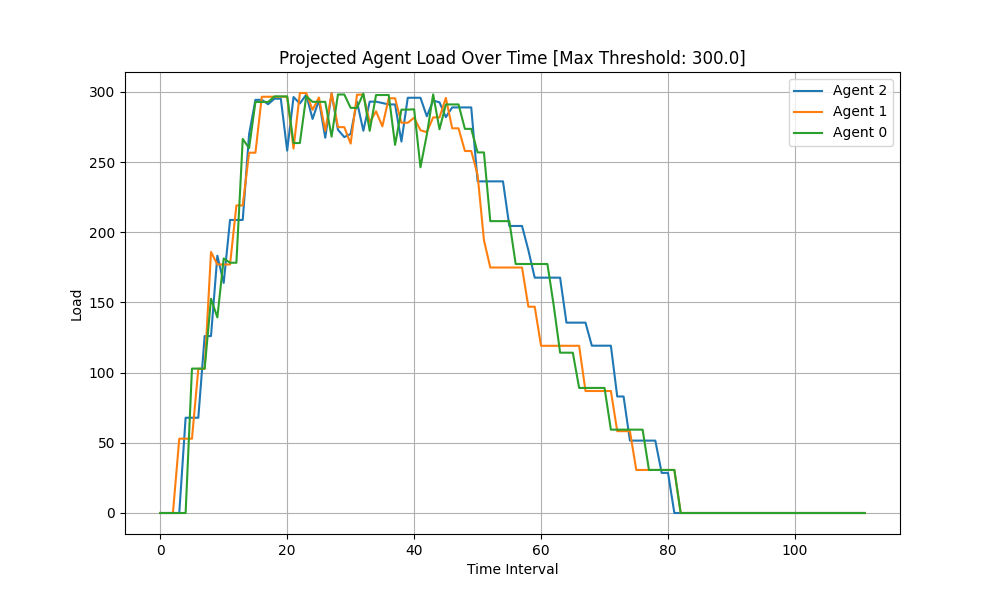 Projected Agent Load Over Time [Max Threshold: 300.0]
Agent 2
Agent 1
Agent 0
300
250
200
150
100
50
0
Load
0 20 40 60 80 100
Time Interval